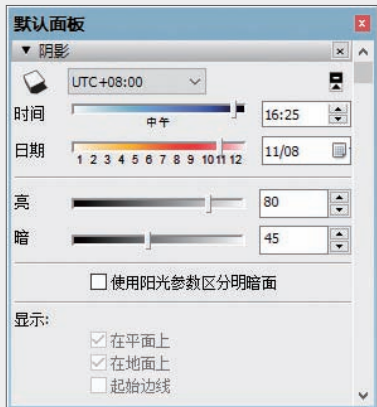 默认面板
▼ 阴影
UTC+08:00
时间 中午 16:25
日期 1 2 3 4 5 6 7 8 9 10 11 12 11/08
亮 80
暗 45
使用阳光参数区分明暗面
显示:
在平面上
在地面上
起始边线